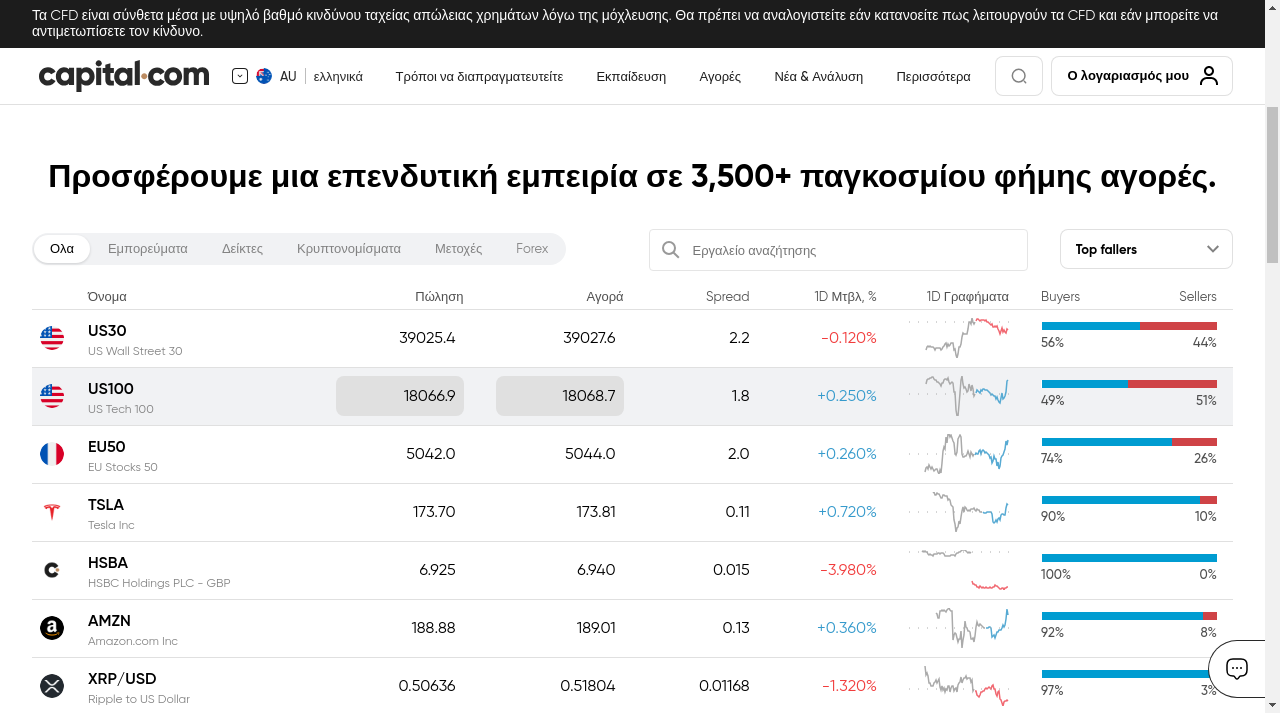 Τα CFD είναι σύνθετα μέσα με υψηλό βαθμό κινδύνου ταχείας απώλειας χρημάτων λόγω της μόχλευσης. Θα πρέπει να αναλογιστείτε εάν κατανοείτε πως λειτουργούν τα CFD και εάν μπορείτε να
αντιμετωπίσετε τον κίνδυνο.
capital.com AU ελληνικά Τρόποι να διαπραγματευτείτε Εκπαίδευση Αγορές Νέα & Ανάλυση Περισσότερα Ο λογαριασμός μου
Προσφέρουμε μια επενδυτική εμπειρία σε 3,500+ παγκοσμίου φήμης αγορές.
Ολα Εμπορεύματα Δείκτες Κρυπτονομίσματα Μετοχές Forex Εργαλείο αναζήτησης Top fallers
Όνομα Πώληση Αγορά Spread 1D Μτβλ, % 1D Γραφήματα Buyers Sellers
US30 39025.4 39027.6 2.2 -0.120% 56% 44%
US Wall Street 30
US100 18066.9 18068.7 1.8 +0.250% 49% 51%
US Tech 100
EU50 5042.0 5044.0 2.0 +0.260% 74% 26%
EU Stocks 50
TSLA 173.70 173.81 0.11 +0.720% 90% 10%
Tesla Inc
HSBA 6.925 6.940 0.015 -3.980% 100% 0%
HSBC Holdings PLC - GBP
AMZN 188.88 189.01 0.13 +0.360% 92% 8%
Amazon.com Inc
XRP/USD 0.50636 0.51804 0.01168 -1.320% 97% 3%
Ripple to US Dollar